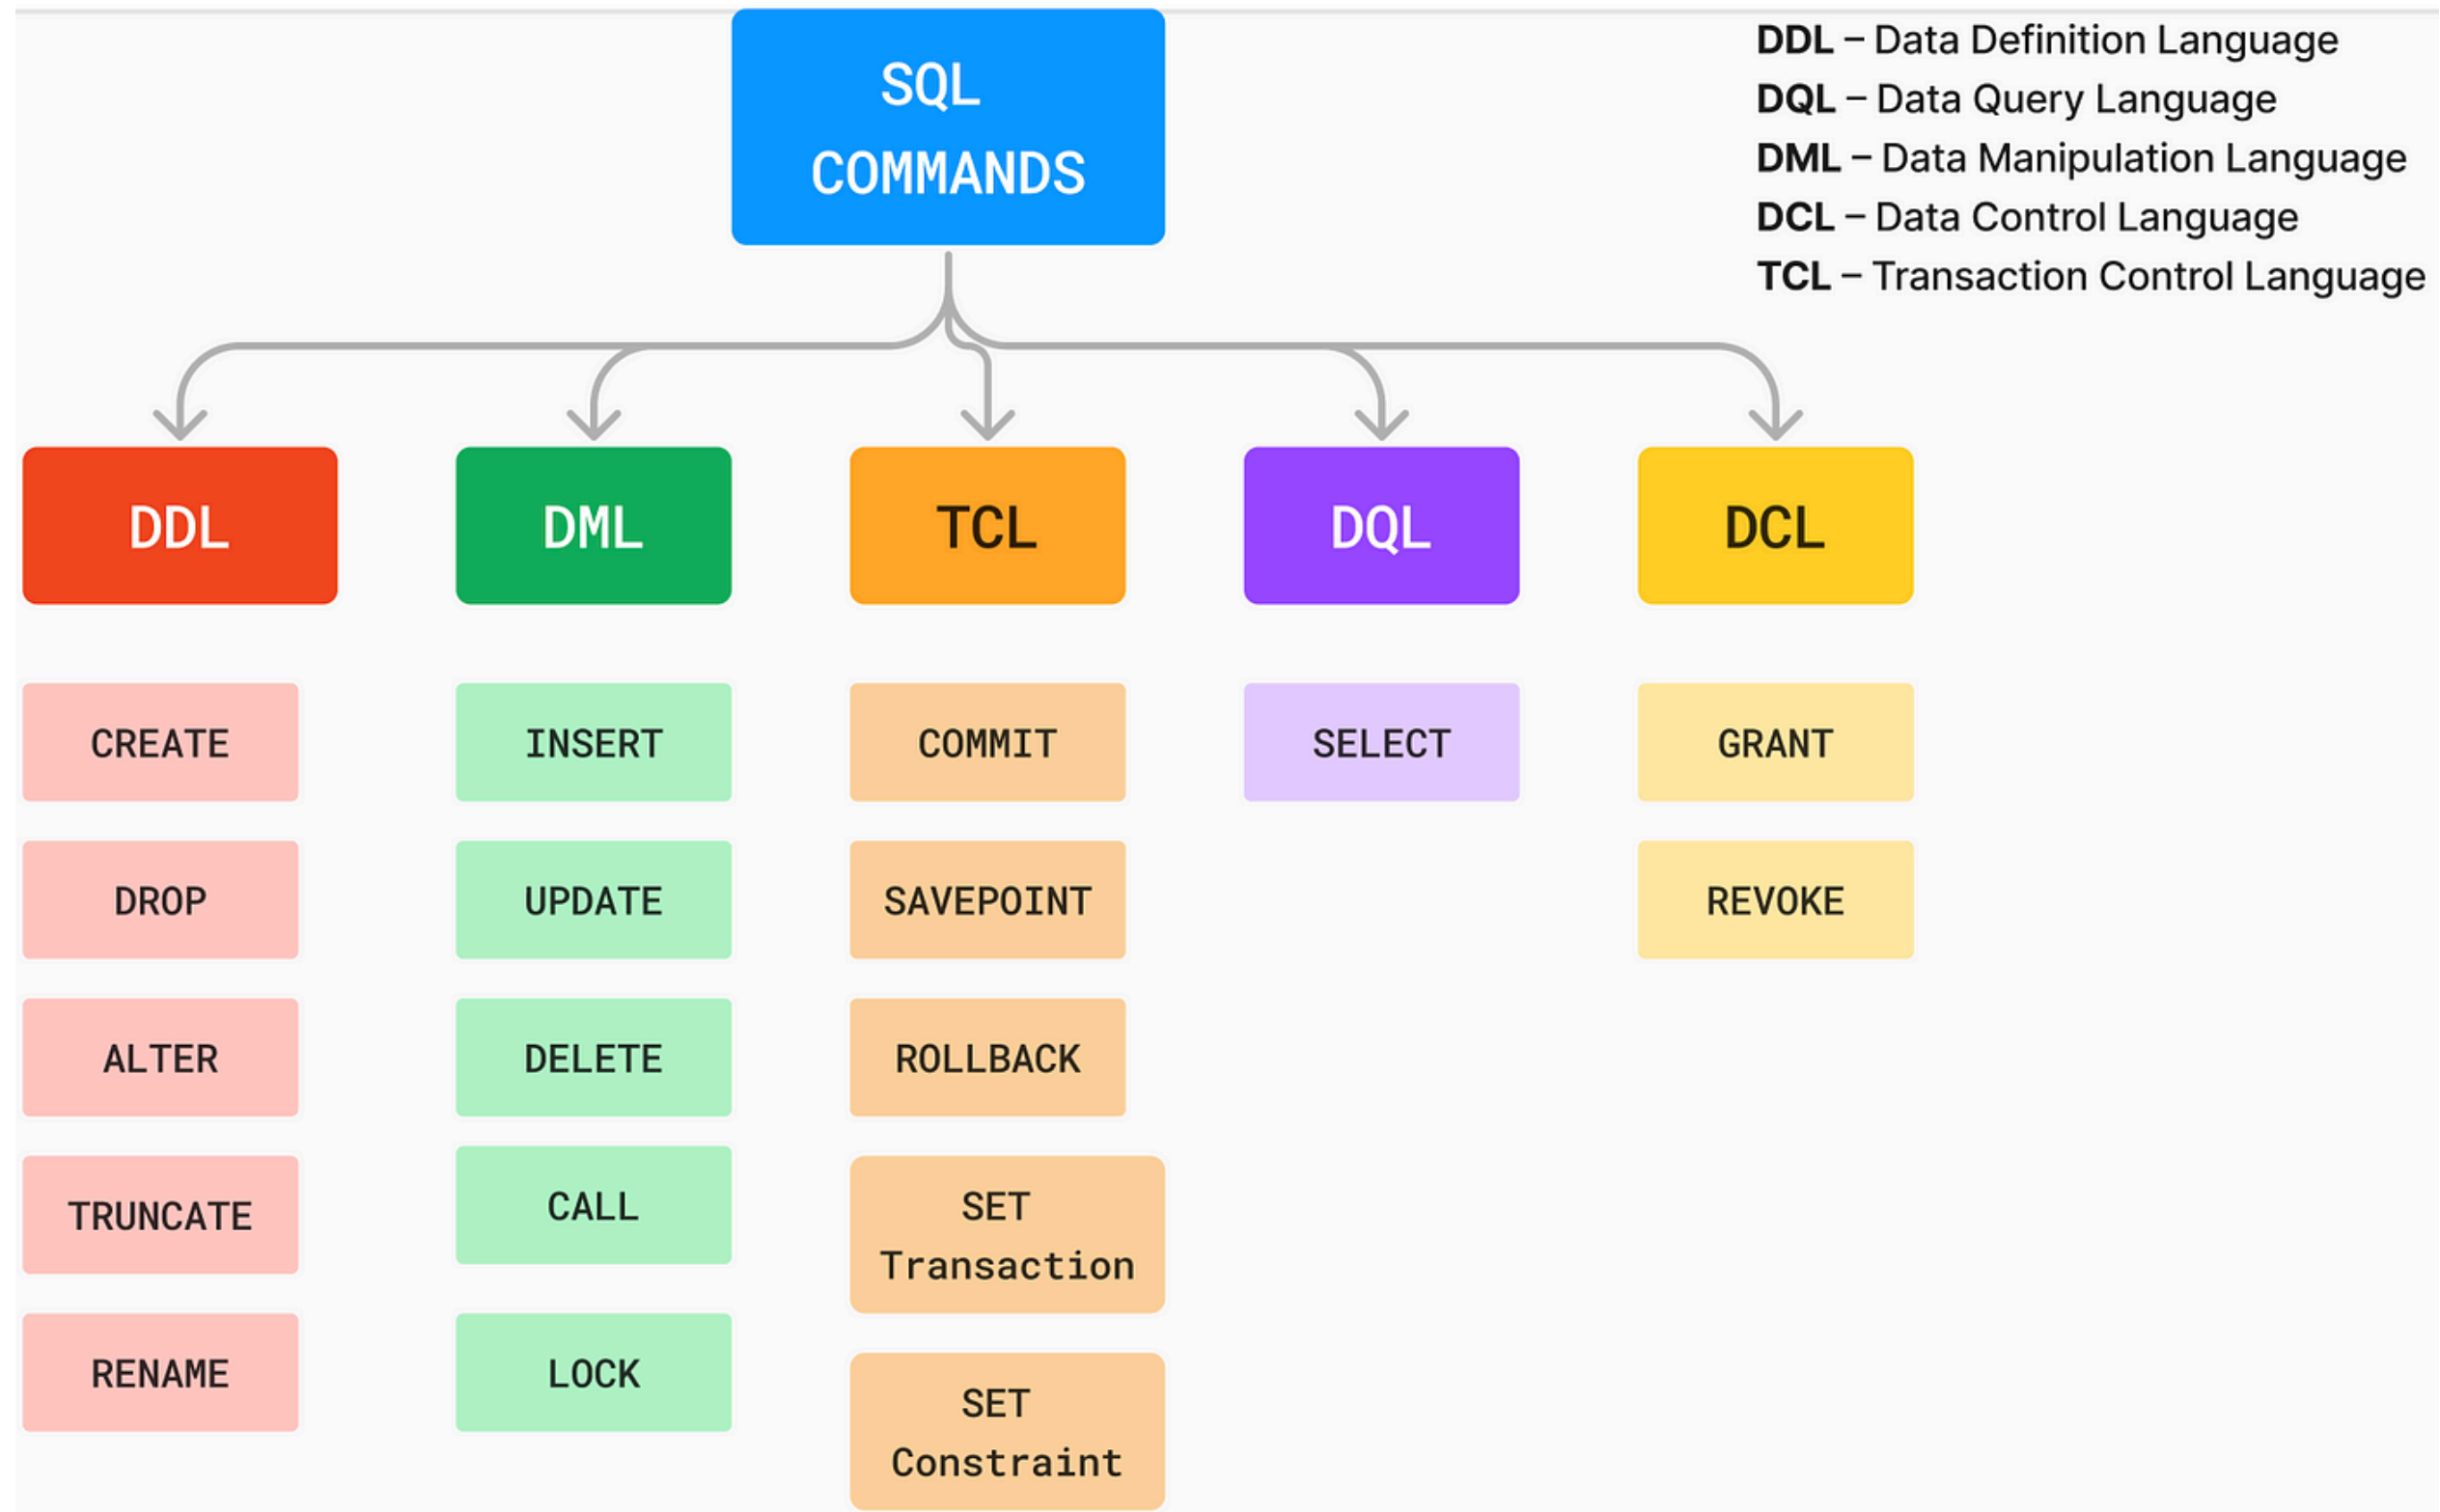 SQL
COMMANDS
DDL – Data Definition Language
DQL – Data Query Language
DML – Data Manipulation Language
DCL – Data Control Language
TCL – Transaction Control Language
DDL
DML
TCL
DQL
DCL
CREATE
INSERT
COMMIT
SELECT
GRANT
DROP
UPDATE
SAVEPOINT
REVOKE
ALTER
DELETE
ROLLBACK
TRUNCATE
CALL
SET
Transaction
RENAME
LOCK
SET
Constraint